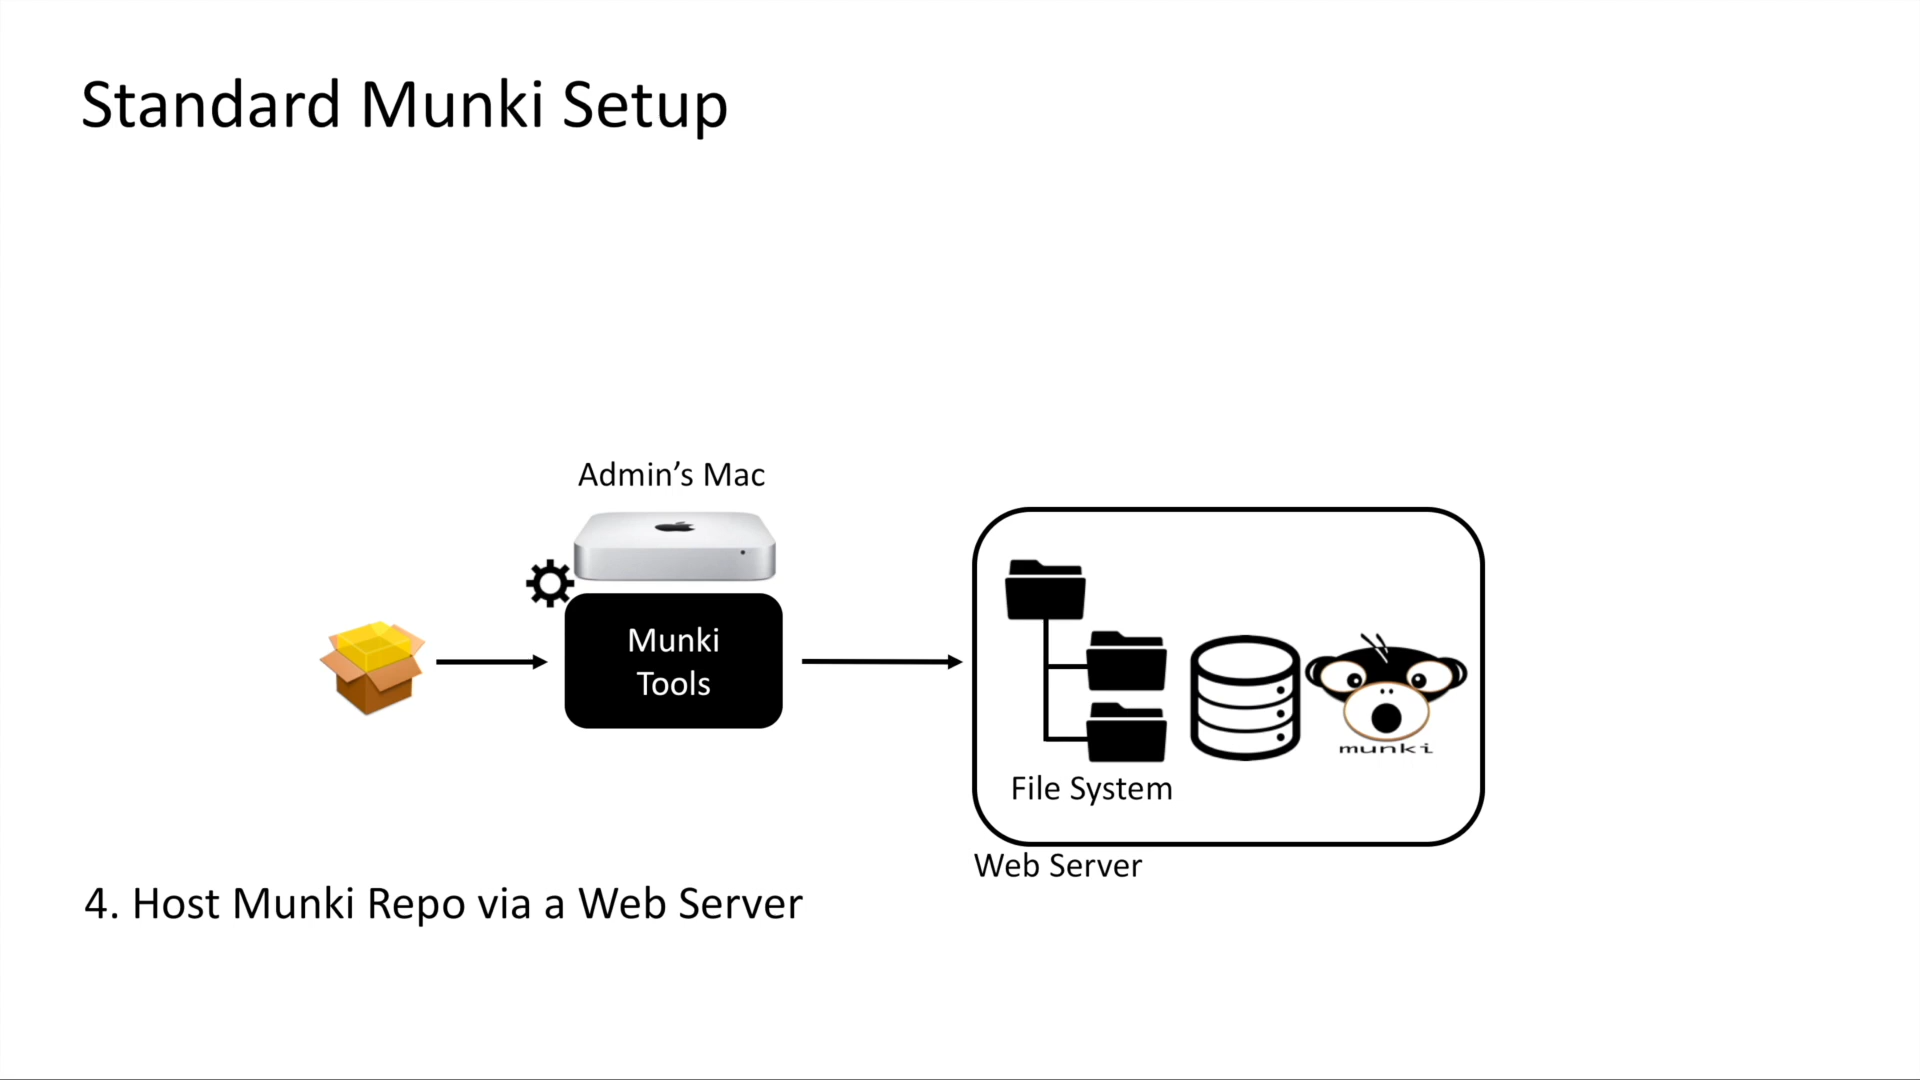 Standard Munki Setup
Admin’s Mac
Munki
Tools
munki
File System
Web Server
4. Host Munki Repo via a Web Server